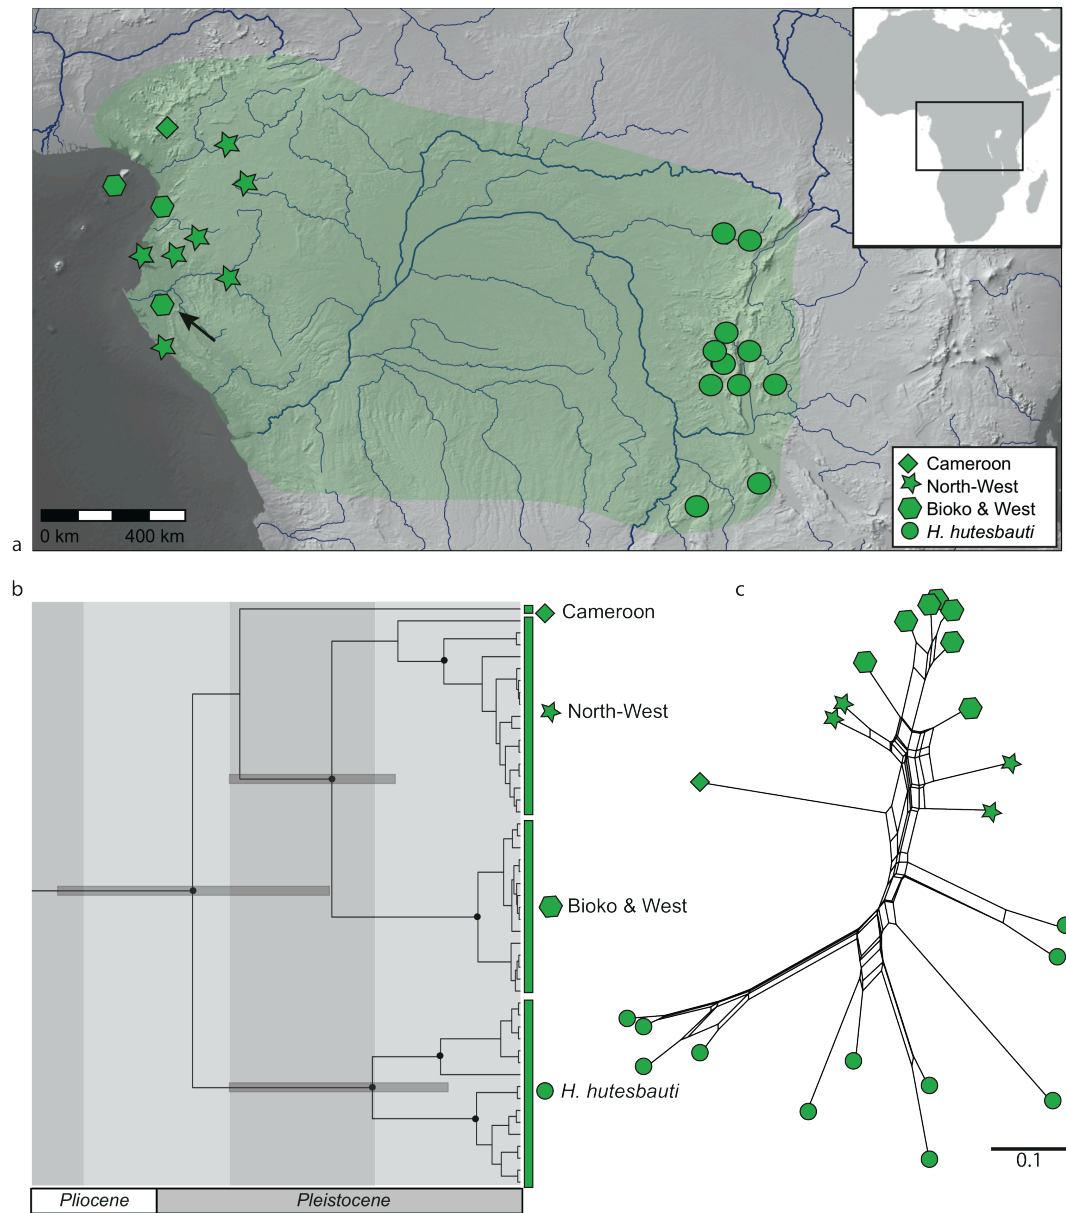 Cameroon
North-West
Bioko & West
H. hutesbauti
0 km 400 km
a
b
c
Cameroon
North-West
Bioko & West
H. hutesbauti
0.1
Pliocene
Pleistocene